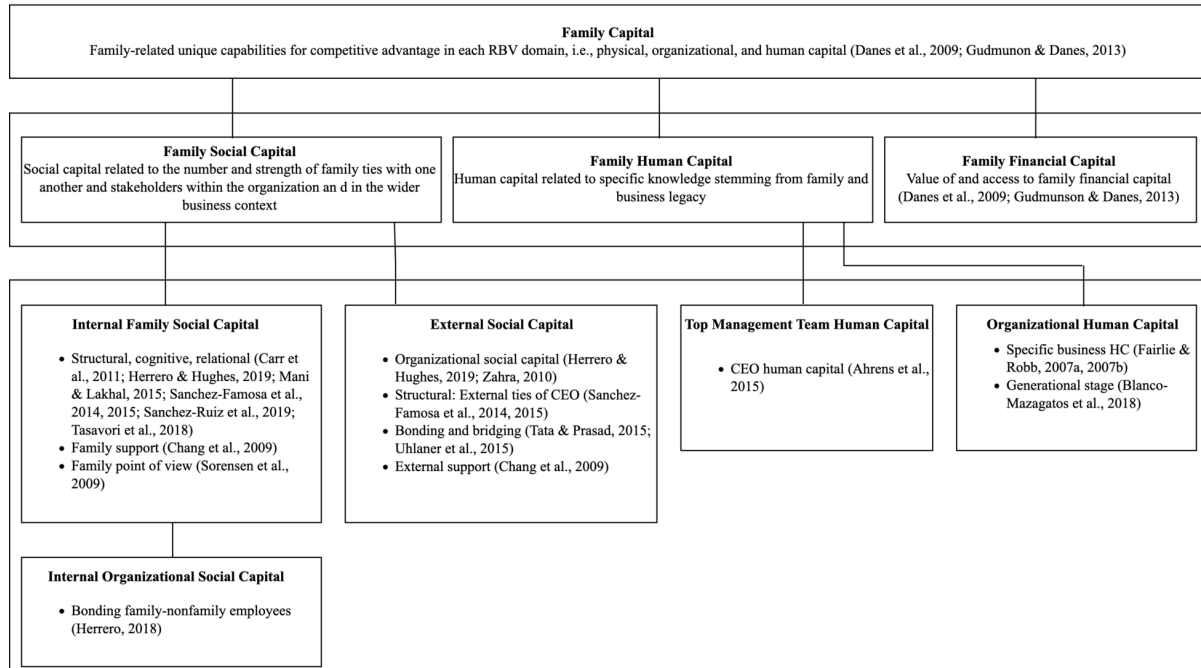 Family Capital
Family-related unique capabilities for competitive advantage in each RBV domain, i.e., physical, organizational, and human capital (Danes et al., 2009; Gudmunon & Danes, 2013)
Family Social Capital
Social capital related to the number and strength of family ties with one
another and stakeholders within the organization an d in the wider
business context
Family Human Capital
Human capital related to specific knowledge stemming from family and
business legacy
Family Financial Capital
Value of and access to family financial capital
(Danes et al., 2009; Gudmunson & Danes, 2013)
Internal Family Social Capital
• Structural, cognitive, relational (Carr et
al., 2011; Herrero & Hughes, 2019; Mani
& Lakhal, 2015; Sanchez-Famosa et al.,
2014, 2015; Sanchez-Ruiz et al., 2019;
Tasavori et al., 2018)
• Family support (Chang et al., 2009)
• Family point of view (Sorensen et al.,
2009)
External Social Capital
• Organizational social capital (Herrero &
Hughes, 2019; Zahra, 2010)
• Structural: External ties of CEO (Sanchez-
Famosa et al., 2014, 2015)
• Bonding and bridging (Tata & Prasad, 2015;
Uhlaner et al., 2015)
• External support (Chang et al., 2009)
Top Management Team Human Capital
• CEO human capital (Ahrens et al.,
2015)
Organizational Human Capital
• Specific business HC (Fairlie &
Robb, 2007a, 2007b)
• Generational stage (Blanco-
Mazagatos et al., 2018)
Internal Organizational Social Capital
• Bonding family-nonfamily employees
(Herrero, 2018)